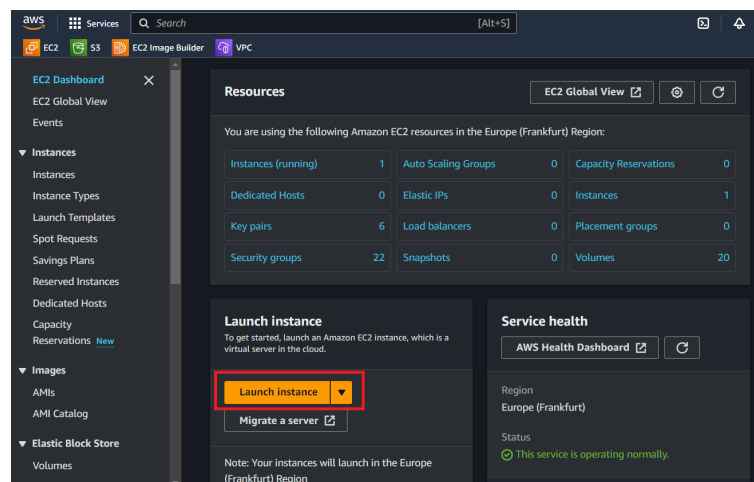 aws Services Search [Alt+S]
EC2 S3 EC2 Image Builder VPC
EC2 Dashboard
EC2 Global View
Events
Instances
Instances
Instance Types
Launch Templates
Spot Requests
Savings Plans
Reserved Instances
Dedicated Hosts
Capacity
Reservations New
Images
AMIs
AMI Catalog
Elastic Block Store
Volumes
Resources
EC2 Global View
You are using the following Amazon EC2 resources in the Europe (Frankfurt) Region:
Instances (running) 1 Auto Scaling Groups 0 Capacity Reservations 0
Dedicated Hosts 0 Elastic IPs 0 Instances 1
Key pairs 6 Load balancers 0 Placement groups 0
Security groups 22 Snapshots 0 Volumes 20
Launch instance
To get started, launch an Amazon EC2 instance, which is a
virtual server in the cloud.
Launch instance
Migrate a server
Note: Your instances will launch in the Europe
(Frankfurt) Region
Service health
AWS Health Dashboard
Region
Europe (Frankfurt)
Status
This service is operating normally.